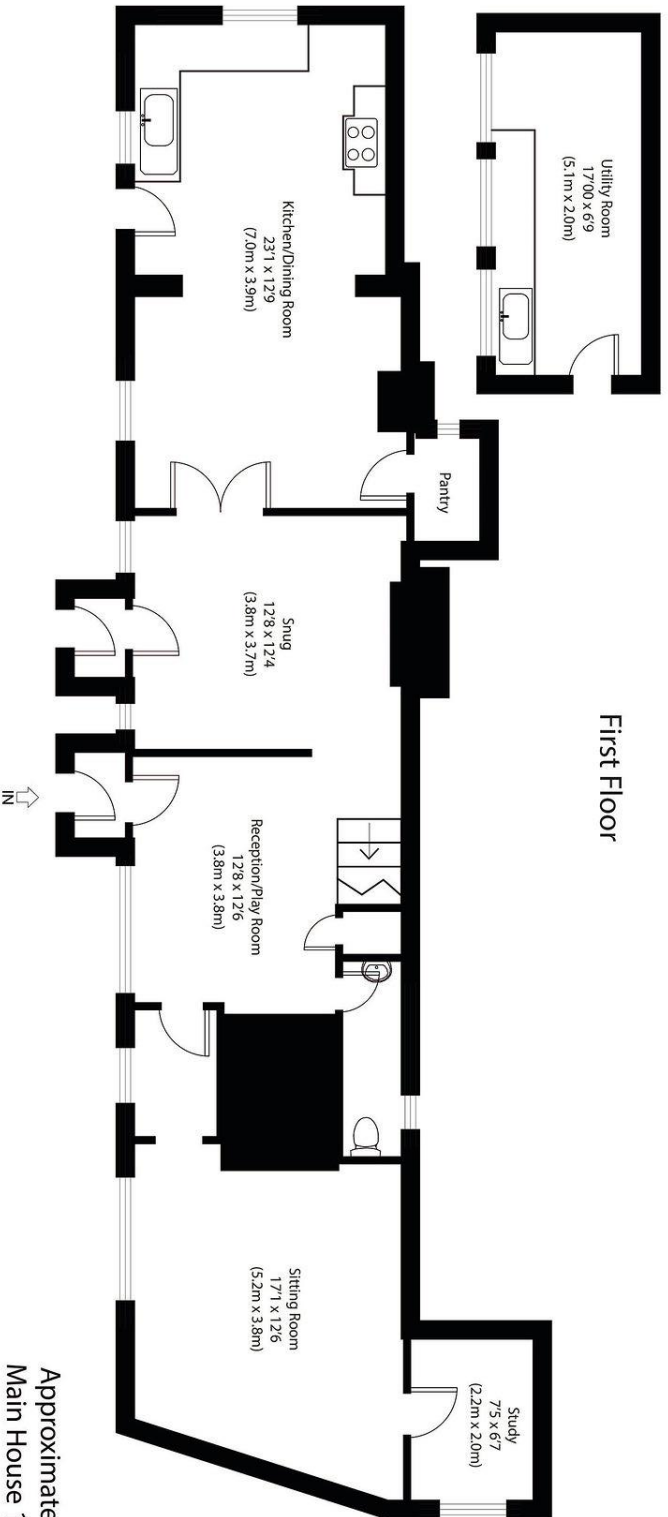 First Floor
Utility Room
17'00 x 6'9
(5.1m x 2.0m)
Pantry
Kitchen/Dining Room
23'1 x 12'9
(7.0m x 3.9m)
Snug
12'8 x 12'4
(3.8m x 3.7m)
Reception/Play Room
12'8 x 12'6
(3.8m x 3.8m)
Sitting Room
17'1 x 12'6
(5.2m x 3.8m)
Study
7'5 x 6'7
(2.2m x 2.0m)
IN
Approximate
Main House